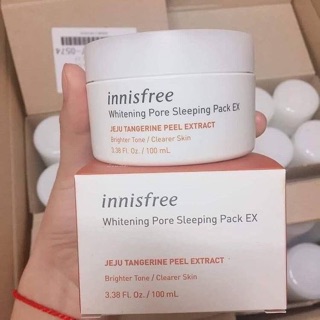 7-0574
innisfree
Whitening Pore Sleeping Pack EX
JEJU TANGERINE PEEL EXTRACT
Brighter Tone / Clearer Skin
3.38 Fl. Oz. / 100 mL
innisfree
Whitening Pore Sleeping Pack EX
JEJU TANGERINE PEEL EXTRACT
Brighter Tone / Clearer Skin
3.38 Fl. Oz. / 100 mL